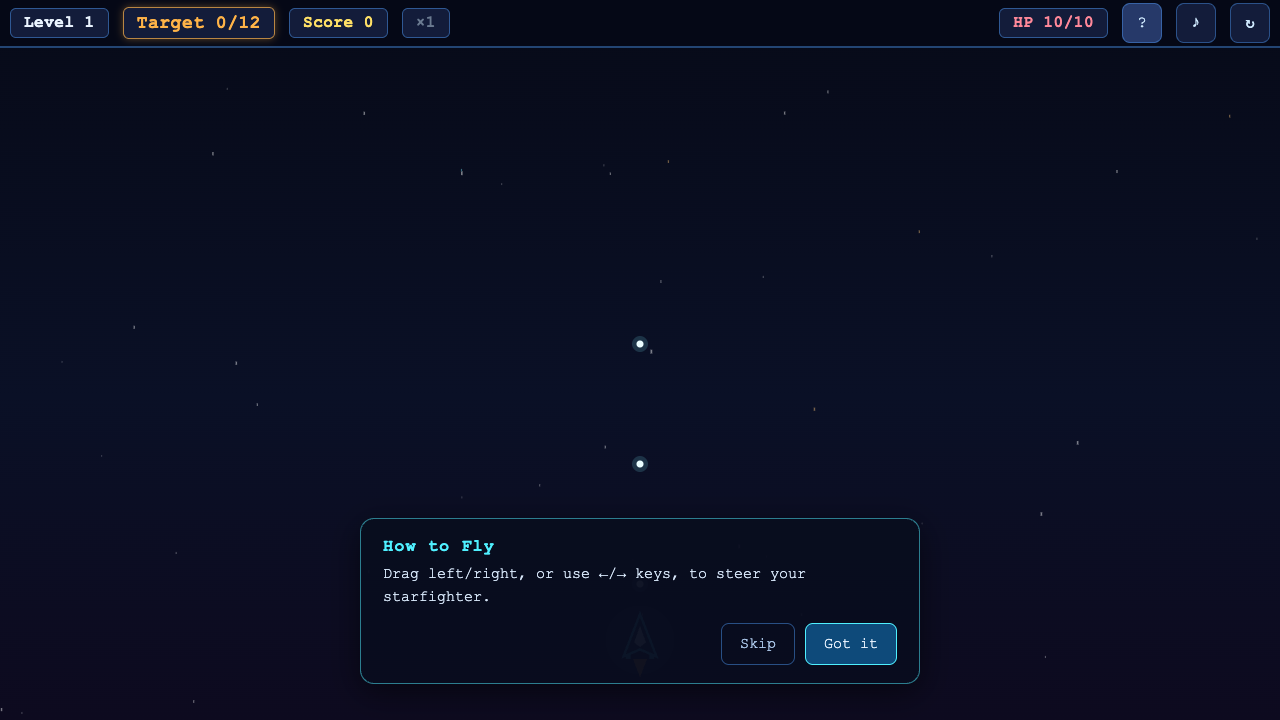 Level 1
Target 0/12
Score 0
×1
HP 10/10
?
♪
↻
How to Fly
Drag left/right, or use ←/→ keys, to steer your
starfighter.
Skip
Got it